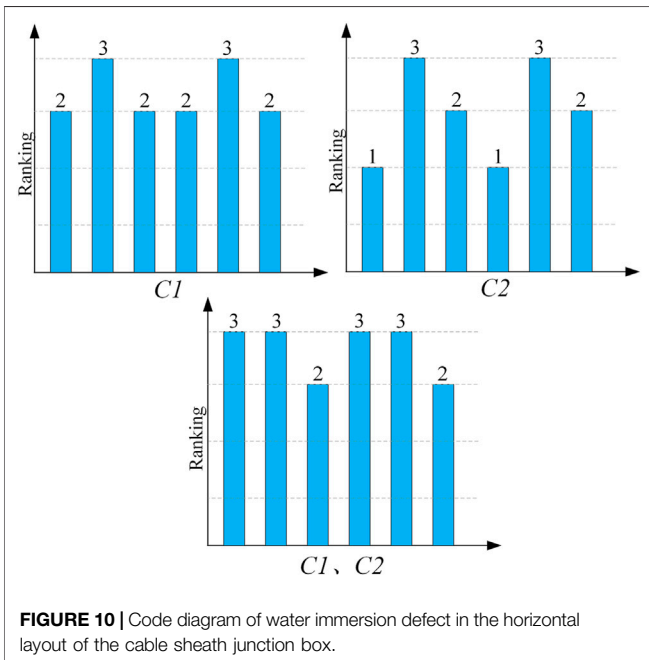 3 3
2 2 2 2
Ranking
C1
3 3
2 2
1 1
Ranking
C2
3 3 3 3
2 2
Ranking
C1、C2
FIGURE 10 | Code diagram of water immersion defect in the horizontal
layout of the cable sheath junction box.